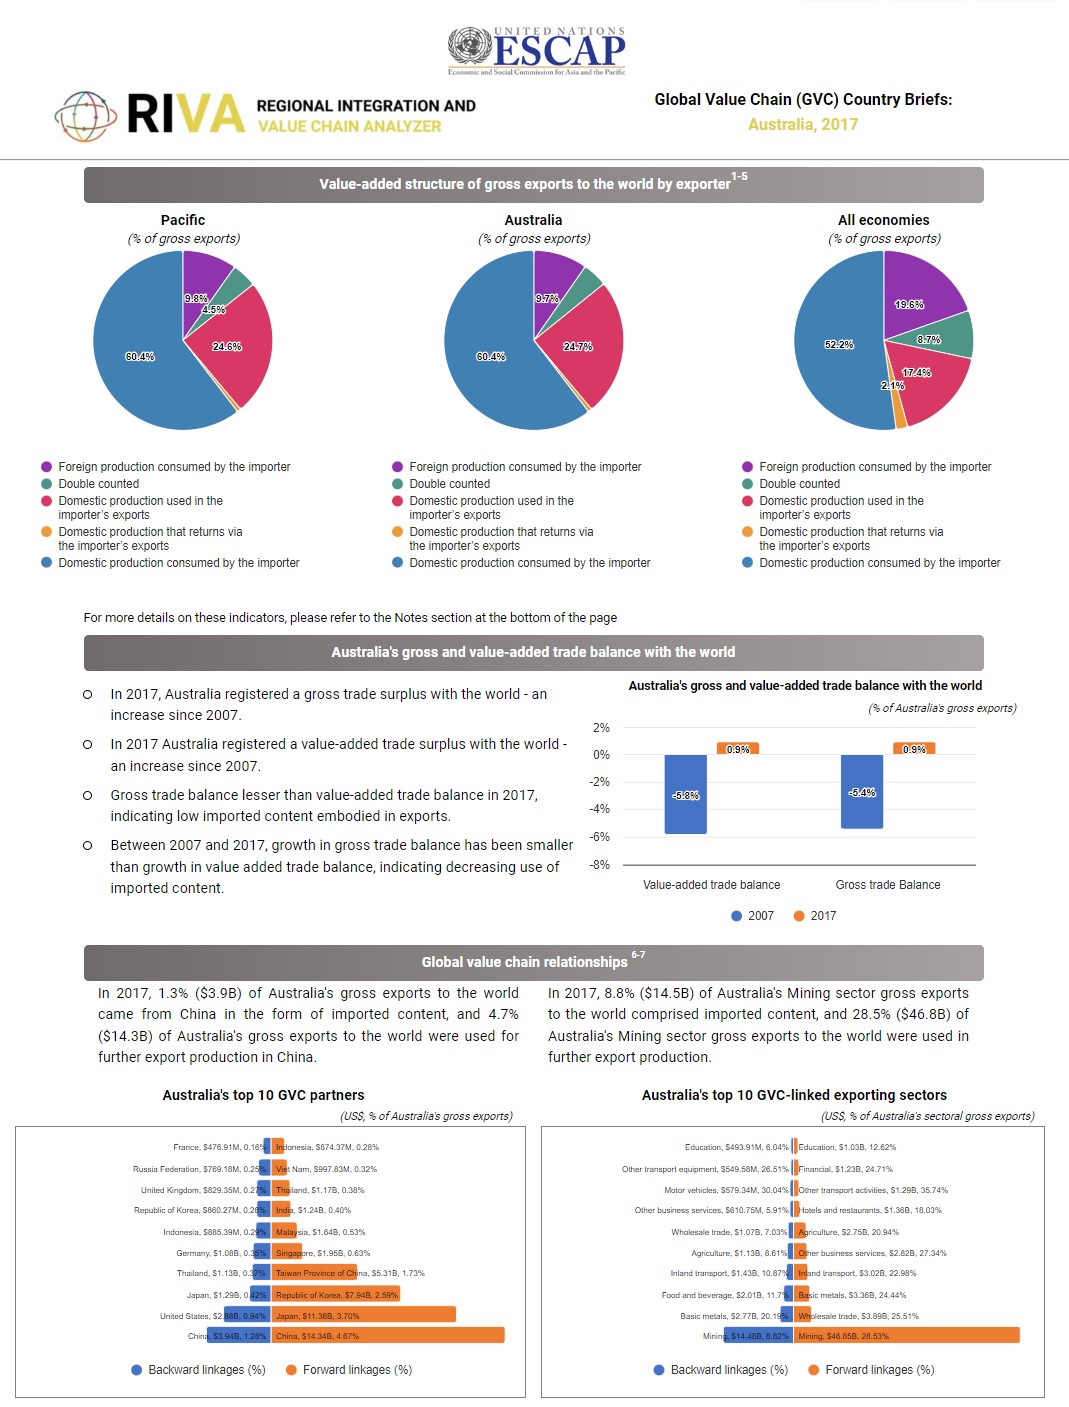 UNITED NATIONS
ESCAP
Economic and Social Commission for Asia and the Pacific
RIVA
REGIONAL INTEGRATION AND
VALUE CHAIN ANALYZER
Global Value Chain (GVC) Country Briefs:
Australia, 2017
Value-added structure of gross exports to the world by exporter 1-5
Pacific
(% of gross exports)
9.8%
4.5%
24.6%
60.4%
Foreign production consumed by the importer
Double counted
Domestic production used in the
importer's exports
Domestic production that returns via
the importer's exports
Domestic production consumed by the importer
Australia
(% of gross exports)
9.7%
24.7%
60.4%
Foreign production consumed by the importer
Double counted
Domestic production used in the
importer's exports
Domestic production that returns via
the importer's exports
Domestic production consumed by the importer
All economies
(% of gross exports)
19.6%
8.7%
17.4%
2.1%
52.2%
Foreign production consumed by the importer
Double counted
Domestic production used in the
importer's exports
Domestic production that returns via
the importer's exports
Domestic production consumed by the importer
For more details on these indicators, please refer to the Notes section at the bottom of the page
Australia's gross and value-added trade balance with the world
In 2017, Australia registered a gross trade surplus with the world - an
increase since 2007.
In 2017 Australia registered a value-added trade surplus with the world -
an increase since 2007.
Gross trade balance lesser than value-added trade balance in 2017,
indicating low imported content embodied in exports.
Between 2007 and 2017, growth in gross trade balance has been smaller
than growth in value added trade balance, indicating decreasing use of
imported content.
Australia's gross and value-added trade balance with the world
(% of Australia's gross exports)
2%
0%
-2%
-4%
-6%
-8%
-5.8%
0.9%
-5.4%
0.9%
Value-added trade balance
Gross trade Balance
2007
2017
Global value chain relationships 6-7
In 2017, 1.3% ($3.9B) of Australia's gross exports to the world
came from China in the form of imported content, and 4.7%
($14.3B) of Australia's gross exports to the world were used for
further export production in China.
In 2017, 8.8% ($14.5B) of Australia's Mining sector gross exports
to the world comprised imported content, and 28.5% ($46.8B) of
Australia's Mining sector gross exports to the world were used in
further export production.
Australia's top 10 GVC partners
(US$, % of Australia's gross exports)
France, $476.91M, 0.16% Indonesia, $874.37M, 0.28%
Russia Federation, $769.18M, 0.25% Viet Nam, $997.83M, 0.32%
United Kingdom, $829.35M, 0.27% Thailand, $1.17B, 0.38%
Republic of Korea, $860.27M, 0.28% India, $1.24B, 0.40%
Indonesia, $885.39M, 0.29% Malaysia, $1.64B, 0.53%
Germany, $1.08B, 0.35% Singapore, $1.95B, 0.63%
Thailand, $1.13B, 0.37% Taiwan Province of China, $5.31B, 1.73%
Japan, $1.29B, 0.42% Republic of Korea, $7.94B, 2.59%
United States, $2.88B, 0.94% Japan, $11.36B, 3.70%
China, $3.94B, 1.28% China, $14.34B, 4.67%
Backward linkages (%)
Forward linkages (%)
Australia's top 10 GVC-linked exporting sectors
(US$, % of Australia's sectoral gross exports)
Education, $493.91M, 6.04% Education, $1.03B, 12.62%
Other transport equipment, $549.58M, 26.51% Financial, $1.23B, 24.71%
Motor vehicles, $579.34M, 30.04% Other transport activities, $1.29B, 35.74%
Other business services, $610.75M, 5.91% Hotels and restaurants, $1.36B, 18.03%
Wholesale trade, $1.07B, 7.03% Agriculture, $2.75B, 20.94%
Agriculture, $1.13B, 8.61% Other business services, $2.82B, 27.34%
Inland transport, $1.43B, 10.87% Inland transport, $3.02B, 22.98%
Food and beverage, $2.01B, 11.7% Basic metals, $3.36B, 24.44%
Basic metals, $2.77B, 20.19% Wholesale trade, $3.89B, 25.51%
Mining, $14.48B, 8.82% Mining, $46.85B, 28.53%
Backward linkages (%)
Forward linkages (%)